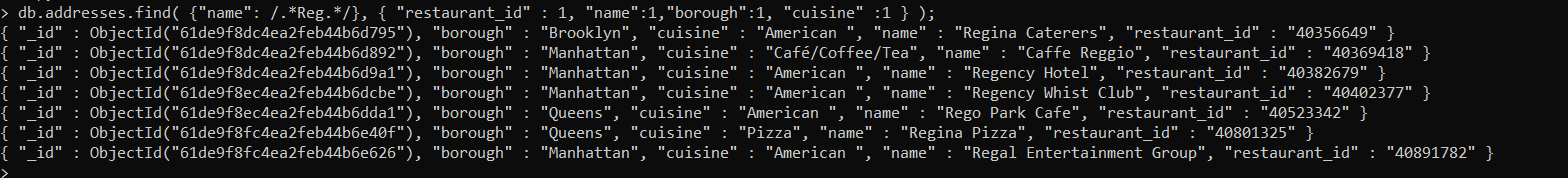 > db.addresses.find( {"name": /.*Reg.*/}, { "restaurant_id" : 1, "name":1,"borough":1, "cuisine" :1 } );
{ "_id" : ObjectId("61de9f8dc4ea2feb44b6d795"), "borough" : "Brooklyn", "cuisine" : "American ", "name" : "Regina Caterers", "restaurant_id" : "40356649" }
{ "_id" : ObjectId("61de9f8dc4ea2feb44b6d892"), "borough" : "Manhattan", "cuisine" : "Café/Coffee/Tea", "name" : "Caffe Reggio", "restaurant_id" : "40369418" }
{ "_id" : ObjectId("61de9f8dc4ea2feb44b6d9a1"), "borough" : "Manhattan", "cuisine" : "American ", "name" : "Regency Hotel", "restaurant_id" : "40382679" }
{ "_id" : ObjectId("61de9f8ec4ea2feb44b6dcbe"), "borough" : "Manhattan", "cuisine" : "American ", "name" : "Regency Whist Club", "restaurant_id" : "40402377" }
{ "_id" : ObjectId("61de9f8ec4ea2feb44b6dda1"), "borough" : "Queens", "cuisine" : "American ", "name" : "Rego Park Cafe", "restaurant_id" : "40523342" }
{ "_id" : ObjectId("61de9f8fc4ea2feb44b6e40f"), "borough" : "Queens", "cuisine" : "Pizza", "name" : "Regina Pizza", "restaurant_id" : "40801325" }
{ "_id" : ObjectId("61de9f8fc4ea2feb44b6e626"), "borough" : "Manhattan", "cuisine" : "American ", "name" : "Regal Entertainment Group", "restaurant_id" : "40891782" }
>